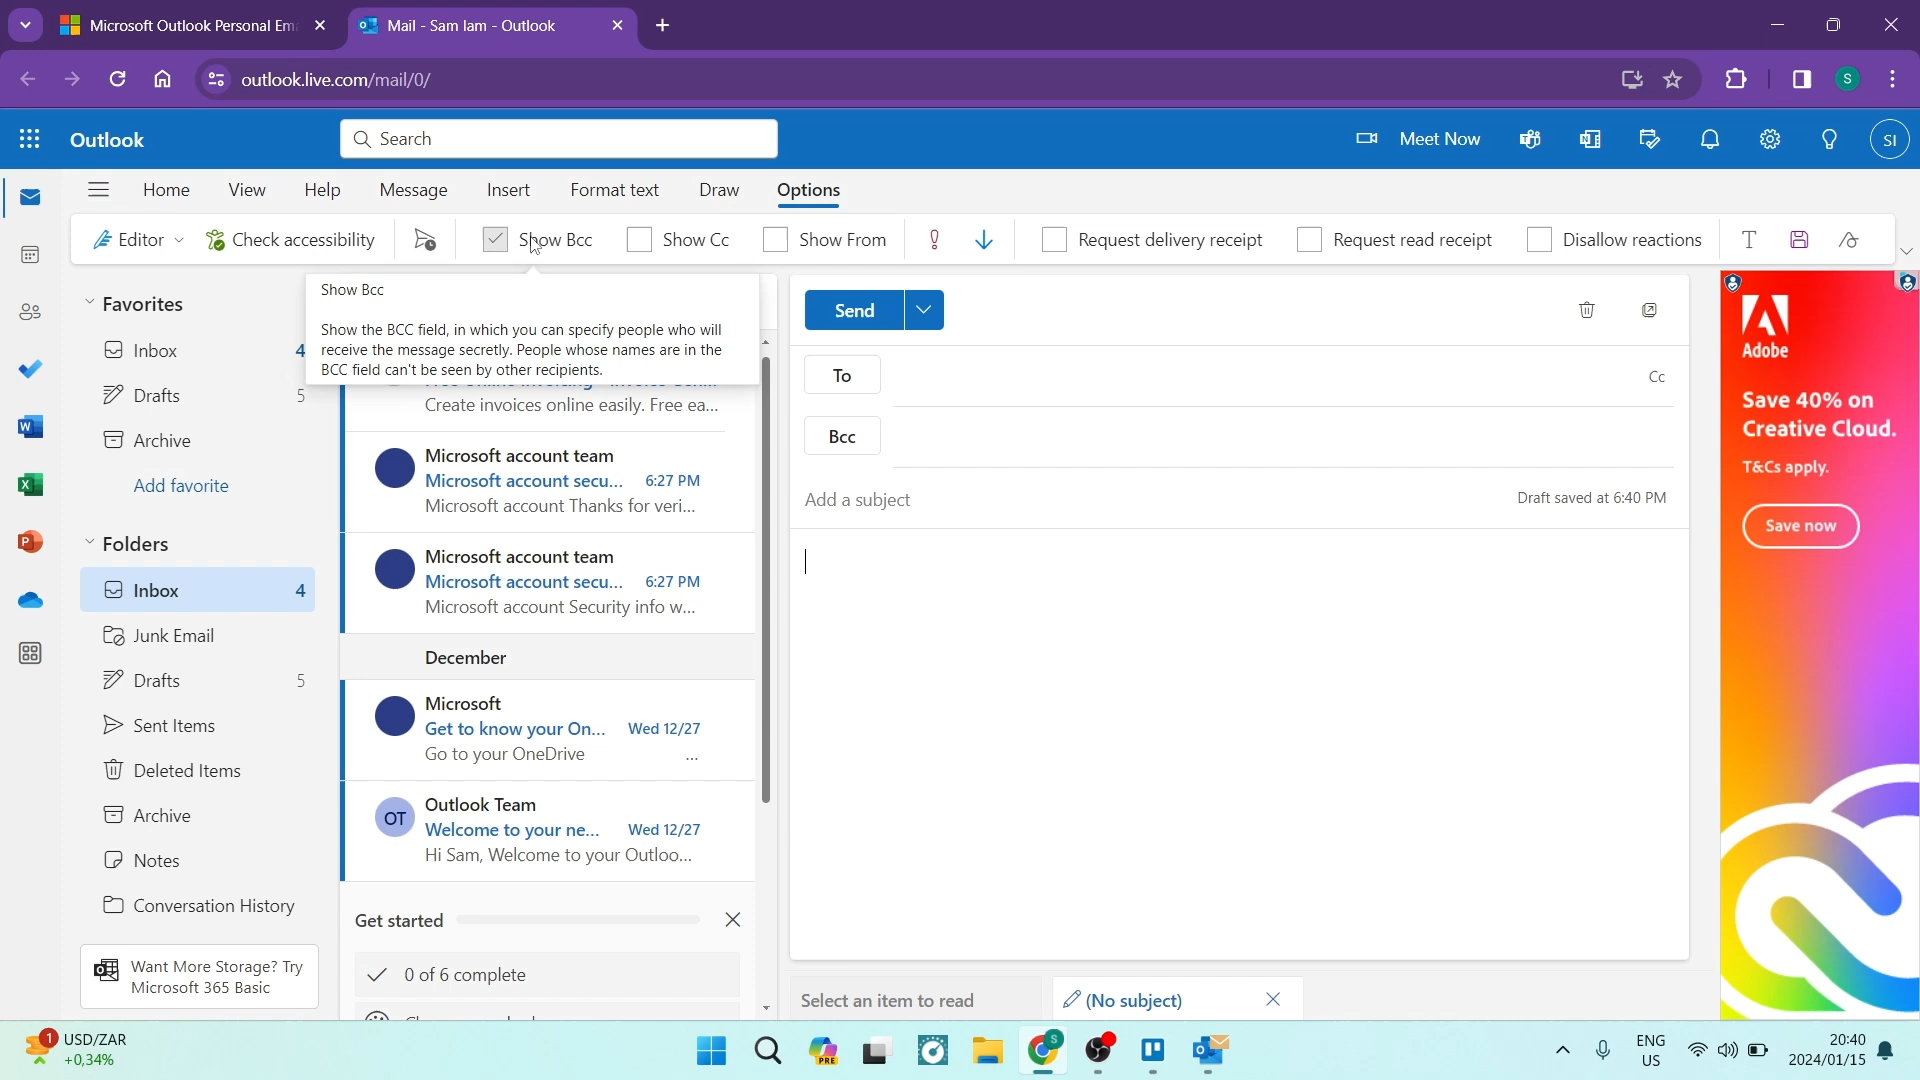 Microsoft Outlook Personal Em
Mail - Sam Iam - Outlook
outlook.live.com/mail/0/
S
Outlook
Search
Meet Now
SI
Home View Help Message Insert Format text Draw Options
Editor Check accessibility Show Bcc Show Cc Show From Request delivery receipt Request read receipt Disallow reactions
Show Bcc
Show the BCC field, in which you can specify people who will
receive the message secretly. People whose names are in the
BCC field can't be seen by other recipients.
Favorites
Inbox 4
Drafts 5
Archive
Add favorite
Folders
Inbox 4
Junk Email
Drafts 5
Sent Items
Deleted Items
Archive
Notes
Conversation History
Want More Storage? Try
Microsoft 365 Basic
Create invoices online easily. Free ea...
Microsoft account team
Microsoft account secu... 6:27 PM
Microsoft account Thanks for veri...
Microsoft account team
Microsoft account secu... 6:27 PM
Microsoft account Security info w...
December
Microsoft
Get to know your On... Wed 12/27
Go to your OneDrive ...
OT
Outlook Team
Welcome to your ne... Wed 12/27
Hi Sam, Welcome to your Outloo...
Get started
0 of 6 complete
Send
To
Cc
Bcc
Add a subject
Draft saved at 6:40 PM
Select an item to read
(No subject)
Adobe
Save 40% on
Creative Cloud.
T&Cs apply.
Save now
1
USD/ZAR
+0,34%
PRE
S
ENG
US
20:40
2024/01/15